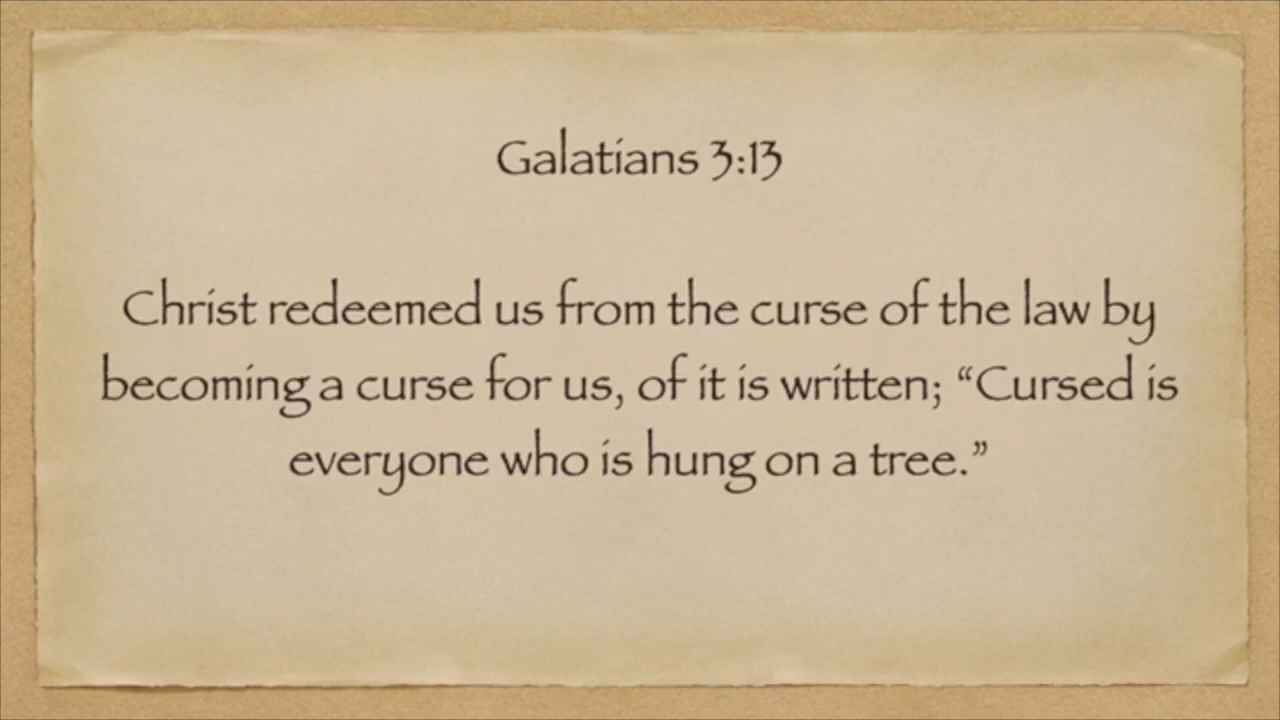 Galatians 3:13
Christ redeemed us from the curse of the law by
becoming a curse for us, of it is written; “Cursed is
everyone who is hung on a tree.”